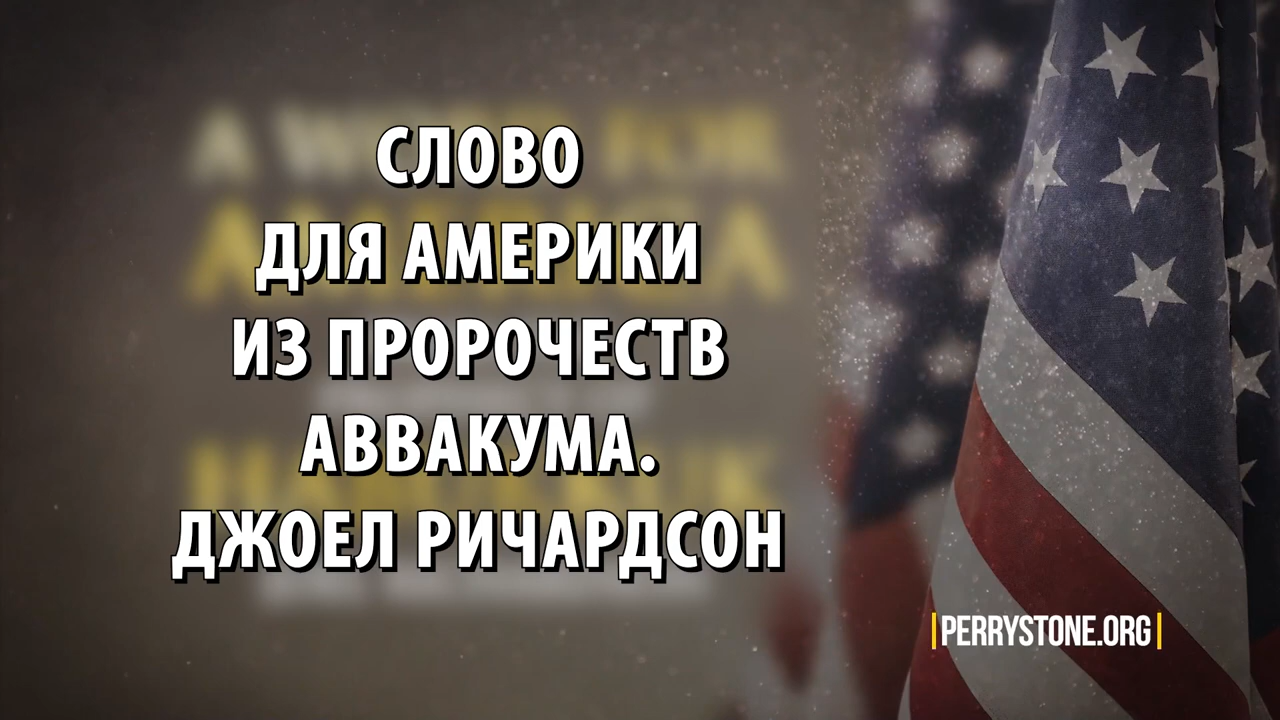 СЛОВО
ДЛЯ АМЕРИКИ
ИЗ ПРОРОЧЕСТВ
АВВАКУМА.
ДЖОЕЛ РИЧАРДСОН
|PERRYSTONE.ORG|